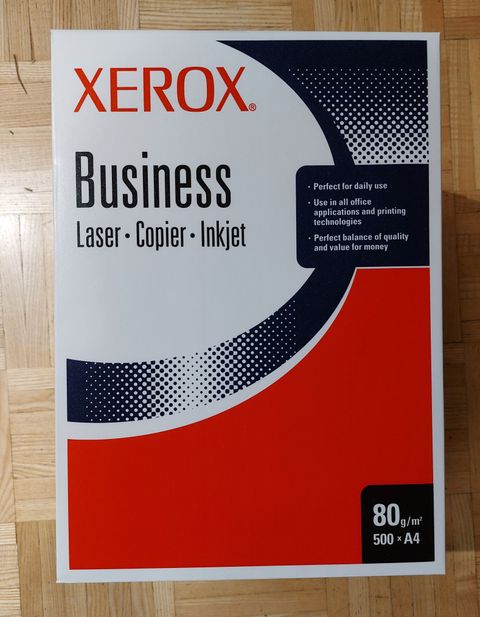 XEROX®
Business
Laser • Copier • Inkjet
• Perfect for daily use
• Use in all office
applications and printing
technologies
• Perfect balance of quality
and value for money
80g/m²
500 × A4